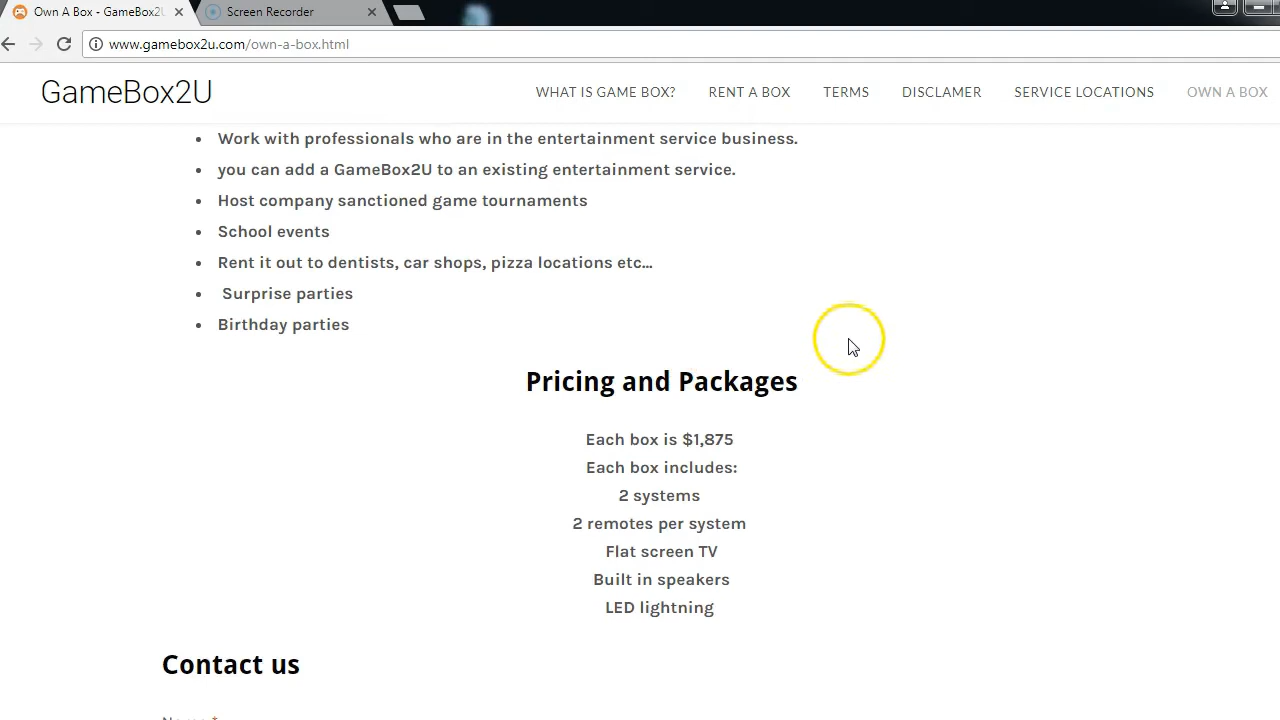 Own A Box - GameBox2U
Screen Recorder
www.gamebox2u.com/own-a-box.html
GameBox2U
WHAT IS GAME BOX?
RENT A BOX
TERMS
DISCLAMER
SERVICE LOCATIONS
OWN A BOX
Work with professionals who are in the entertainment service business.
you can add a GameBox2U to an existing entertainment service.
Host company sanctioned game tournaments
School events
Rent it out to dentists, car shops, pizza locations etc...
Surprise parties
Birthday parties
Pricing and Packages
Each box is $1,875
Each box includes:
2 systems
2 remotes per system
Flat screen TV
Built in speakers
LED lightning
Contact us
Name *